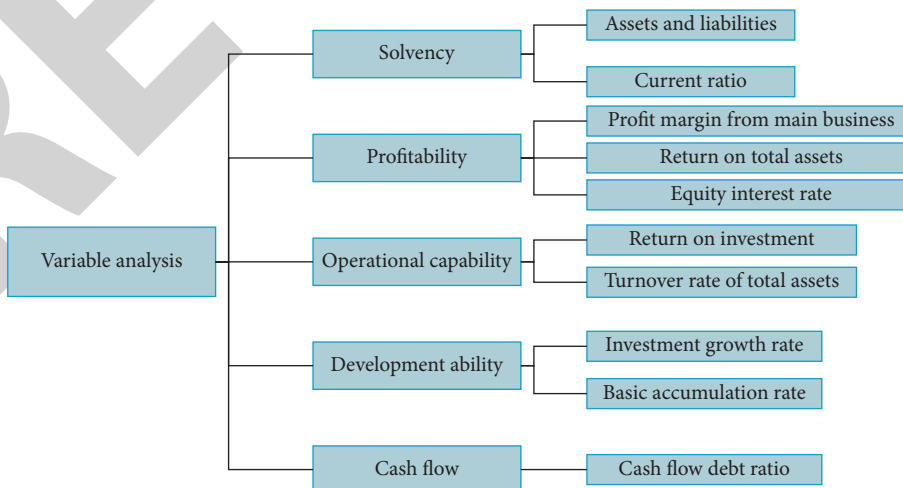 Variable analysis
Solvency
Assets and liabilities
Current ratio
Profitability
Profit margin from main business
Return on total assets
Equity interest rate
Operational capability
Return on investment
Turnover rate of total assets
Development ability
Investment growth rate
Basic accumulation rate
Cash flow
Cash flow debt ratio